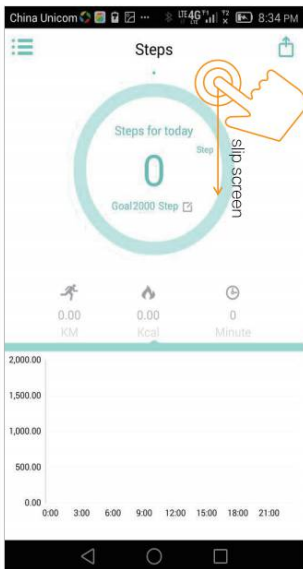 China Unicom ... LTE 4G 8:34 PM
Steps
Steps for today
Step
0
Goal2000 Step
slip screen
0.00 0.00 0
KM Kcal Minute
2,000.00
1,500.00
1,000.00
500.00
0.00
0:00 3:00 6:00 9:00 12:00 15:00 18:00 21:00